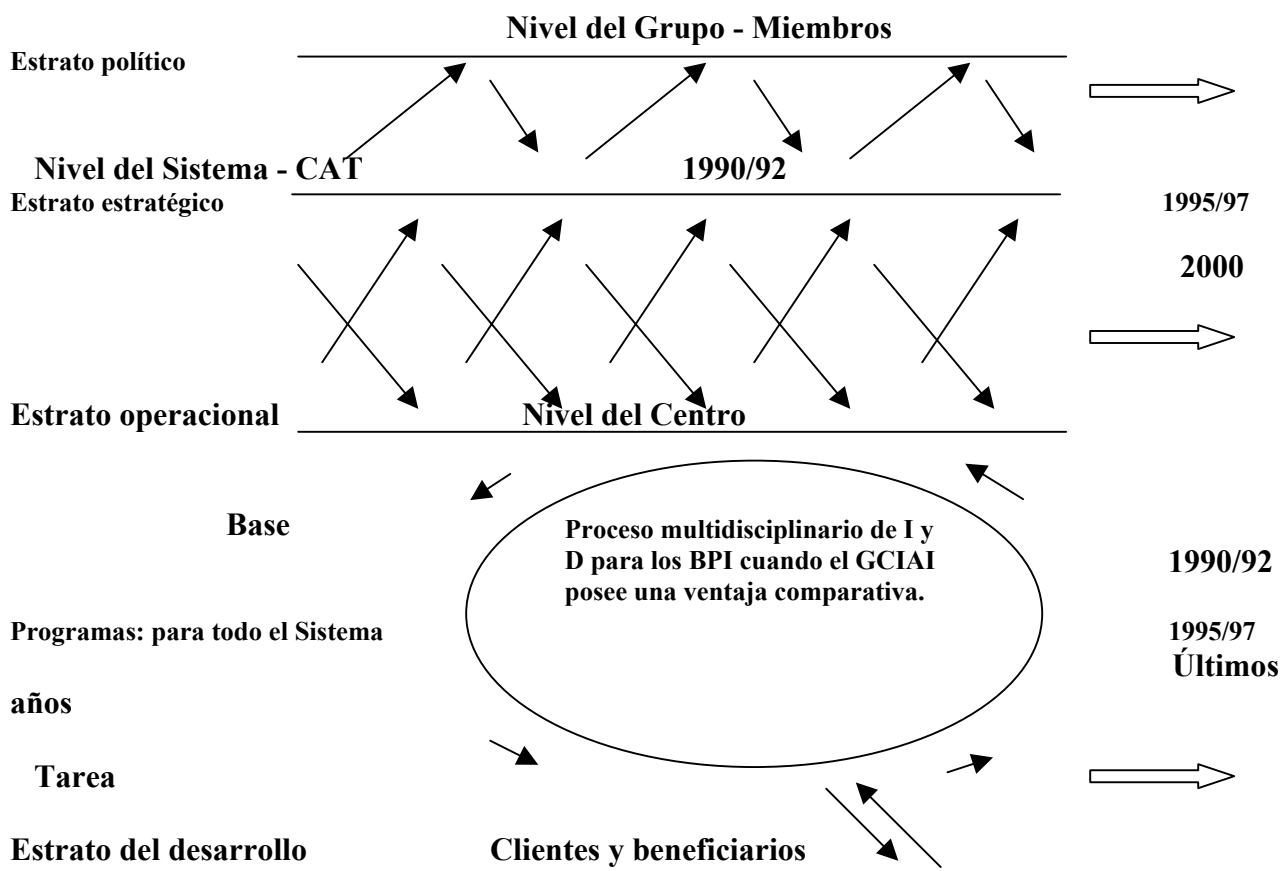 Nivel del Grupo - Miembros
Estrato político
Nivel del Sistema - CAT 1990/92
Estrato estratégico 1995/97
2000
Estrato operacional Nivel del Centro
Base
Proceso multidisciplinario de I y
D para los BPI cuando el GCIAI
posee una ventaja comparativa.
1990/92
Programas: para todo el Sistema 1995/97
Últimos
años
Tarea
Estrato del desarrollo Clientes y beneficiarios